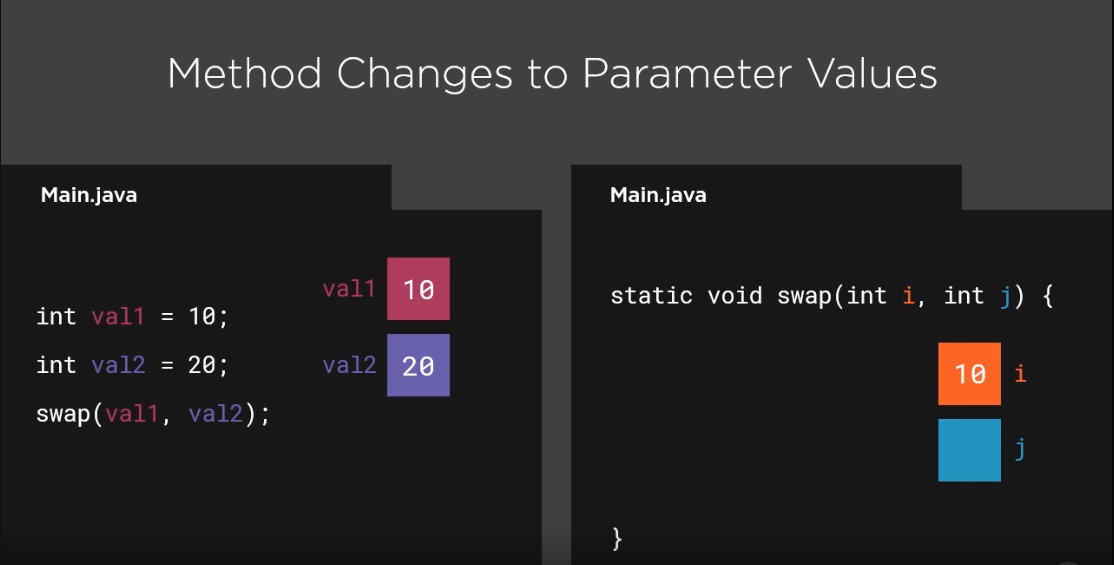 Method Changes to Parameter Values
Main.java
val1 10
int val1 = 10;
val2 20
int val2 = 20;
swap(val1, val2);
Main.java
static void swap(int i, int j) {
10 i
j
}